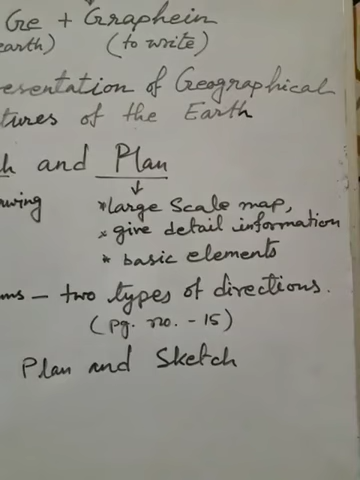 Ge + Graphein
earth) (to write)
esentation of Geographical
tures of the Earth
h and Plan
*large Scale map,
wing
* give detail information
* basic elements
ms - two types of directions.
(pg. no. - 15)
Plan and Sketch